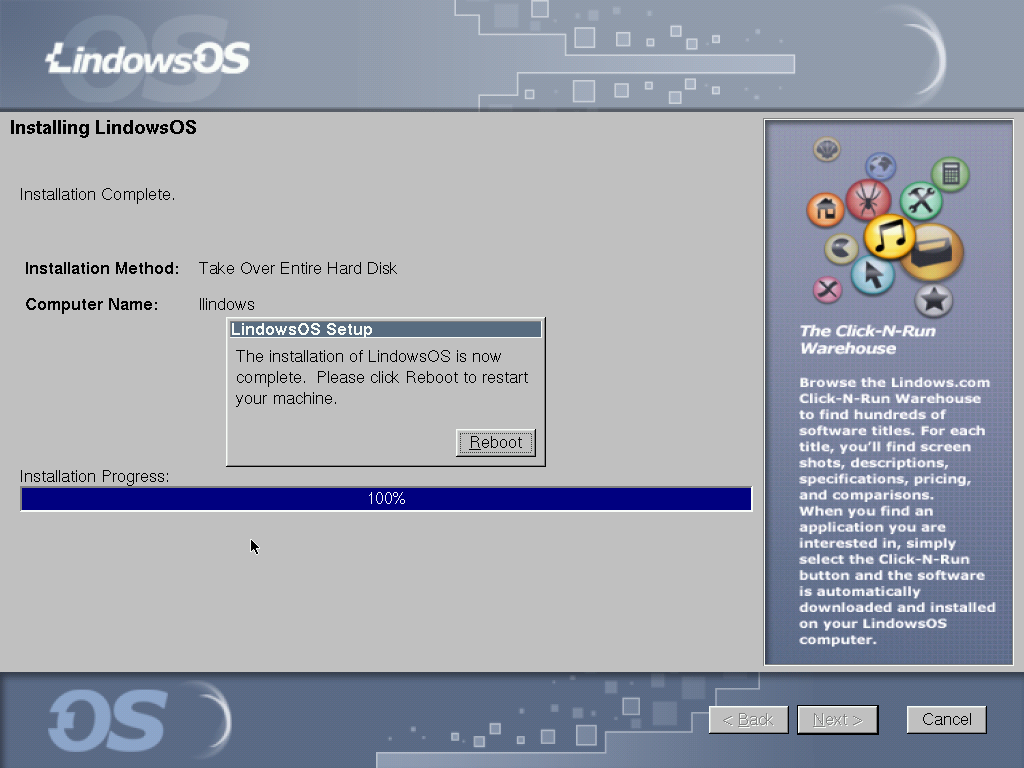 LindowsOS
Installing LindowsOS
Installation Complete.
Installation Method: Take Over Entire Hard Disk
Computer Name: llindows
LindowsOS Setup
The installation of LindowsOS is now
complete. Please click Reboot to restart
your machine.
Reboot
Installation Progress:
100%
The Click-N-Run
Warehouse
Browse the Lindows.com
Click-N-Run Warehouse
to find hundreds of
software titles. For each
title, you'll find screen
shots, descriptions,
specifications, pricing,
and comparisons.
When you find an
application you are
interested in, simply
select the Click-N-Run
button and the software
is automatically
downloaded and installed
on your LindowsOS
computer.
OS
< Back
Next >
Cancel